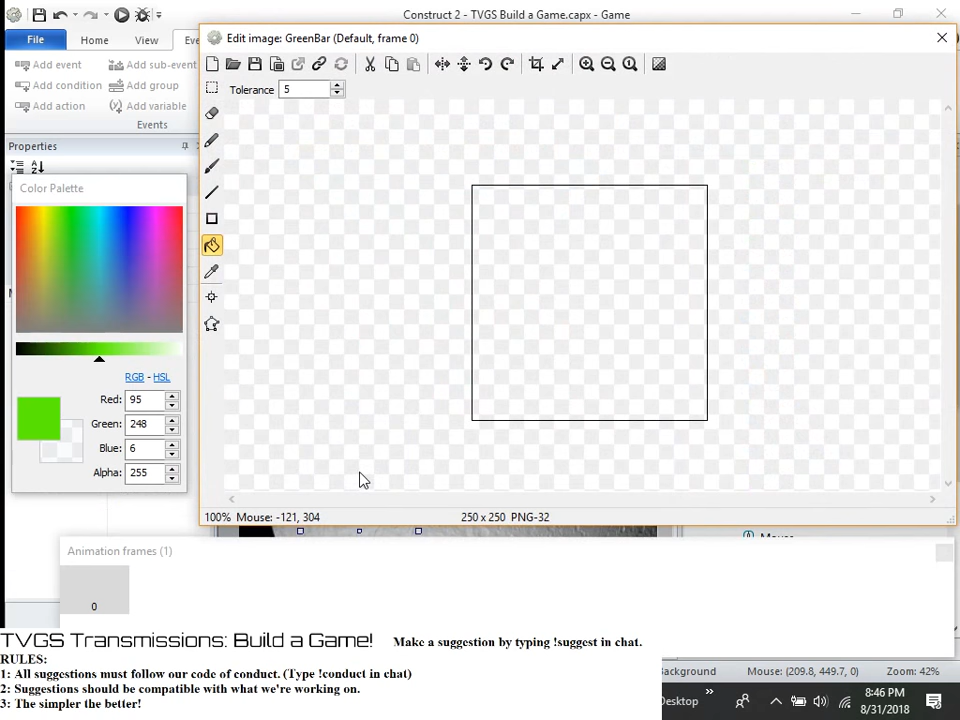 Construct 2 - TVGS Build a Game.capx - Game
File
Home
View
Eve
Add event
Add sub-event
Add condition
Add group
Add action
Add variable
Events
Properties
Edit image: GreenBar (Default, frame 0)
Tolerance
5
Color Palette
RGB - HSL
Red:
95
Green:
248
Blue:
6
Alpha:
255
100%
Mouse: -121, 304
250 x 250
PNG-32
Mouse
Animation frames (1)
0
TVGS Transmissions: Build a Game!
Make a suggestion by typing !suggest in chat.
RULES:
1: All suggestions must follow our code of conduct. (Type !conduct in chat)
2: Suggestions should be compatible with what we're working on.
3: The simpler the better!
Background
Mouse: (209.8, 449.7, 0)
Zoom: 42%
Desktop
8:46 PM
8/31/2018